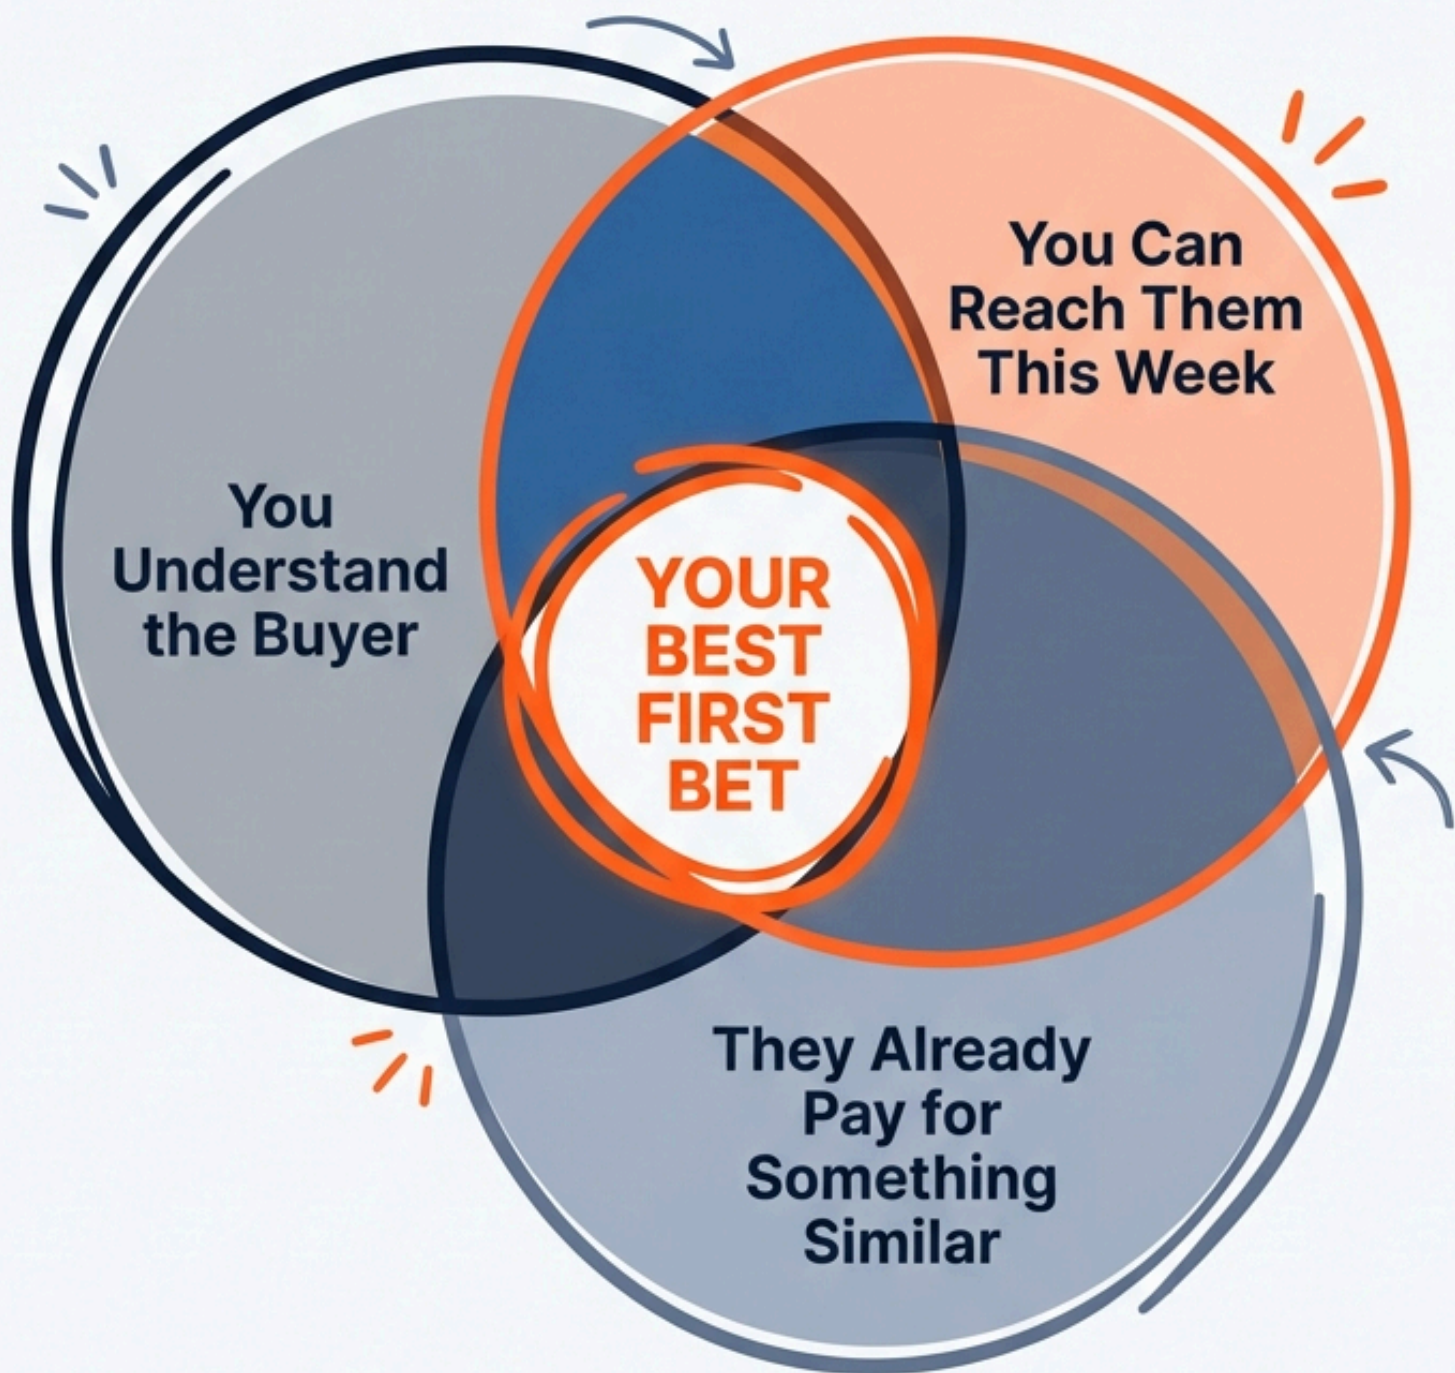 You Can
Reach Them
This Week
You
Understand
the Buyer
YOUR
BEST
FIRST
BET
They Already
Pay for
Something
Similar